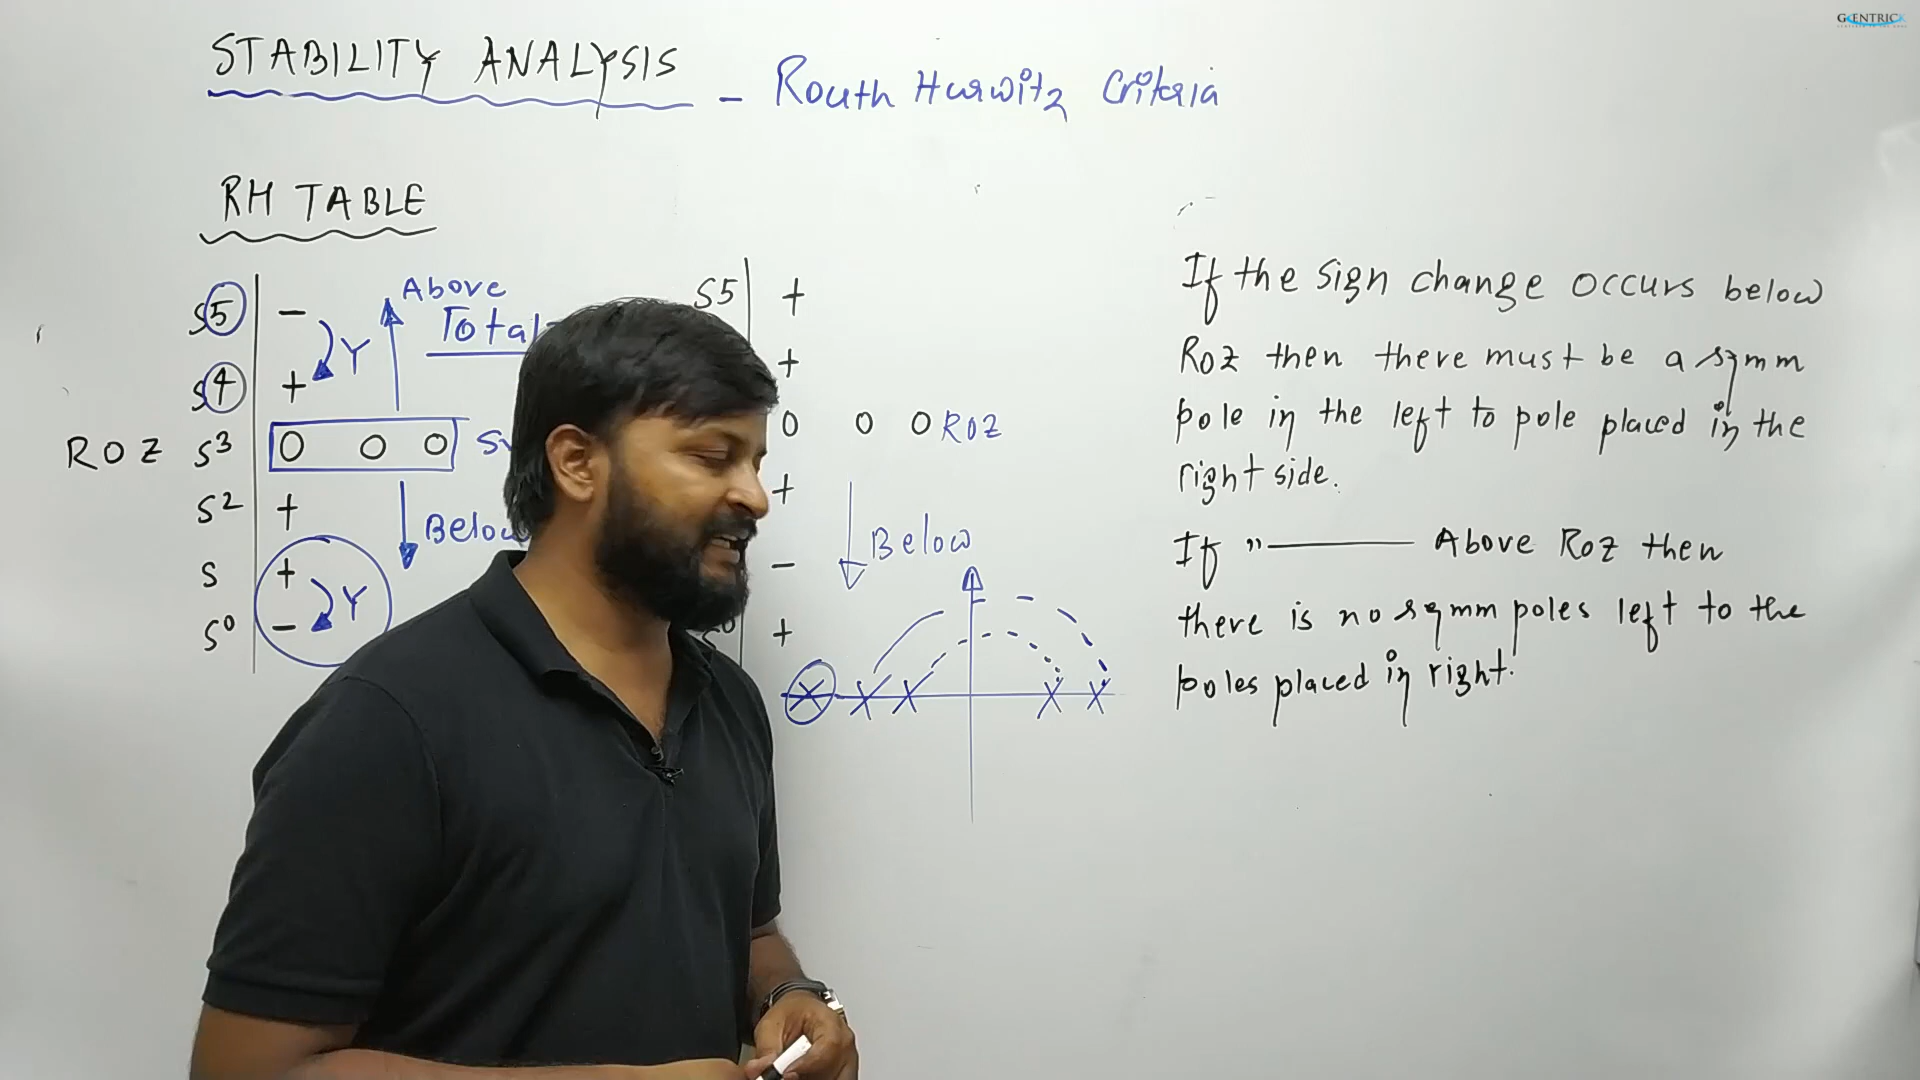 GCENTRICK
STABILITY ANALYSIS - Routh Hurwitz Criteria
RH TABLE
S5 -
Above
Total
Y
S4 +
ROZ S3 0 0 0
S2 +
Below
S +
Y
S0 -
S5 +
+
0 0 0 ROZ
+
Below
-
S0 +
If the sign change occurs below
Roz then there must be a symm
pole in the left to pole placed in the
right side.
If " Above Roz then
there is no symm poles left to the
poles placed in right.